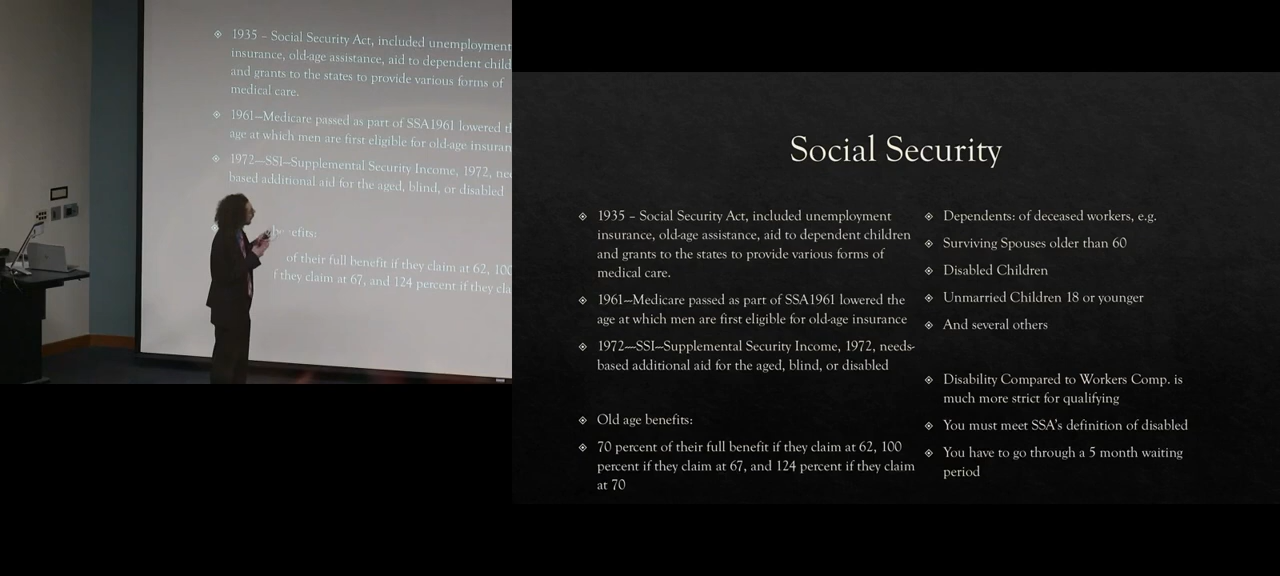 1935 – Social Security Act, included unemployment
insurance, old-age assistance, aid to dependent child
and grants to the states to provide various forms of
medical care.
1961—Medicare passed as part of SSA1961 lowered
age at which men are first eligible for old-age
1972—SSI—Supplemental Security Income, 1972,
based additional aid for the aged, blind, or disabled
efits:
of their full benefit if they claim at 62, 100
f they claim at 67, and 124 percent if they
Social Security
1935 – Social Security Act, included unemployment
insurance, old-age assistance, aid to dependent children
and grants to the states to provide various forms of
medical care.
1961—Medicare passed as part of SSA1961 lowered the
age at which men are first eligible for old-age insurance
1972—SSI—Supplemental Security Income, 1972, needs-
based additional aid for the aged, blind, or disabled
Old age benefits:
70 percent of their full benefit if they claim at 62, 100
percent if they claim at 67, and 124 percent if they claim
at 70
Dependents: of deceased workers, e.g.
Surviving Spouses older than 60
Disabled Children
Unmarried Children 18 or younger
And several others
Disability Compared to Workers Comp. is
much more strict for qualifying
You must meet SSA's definition of disabled
You have to go through a 5 month waiting
period